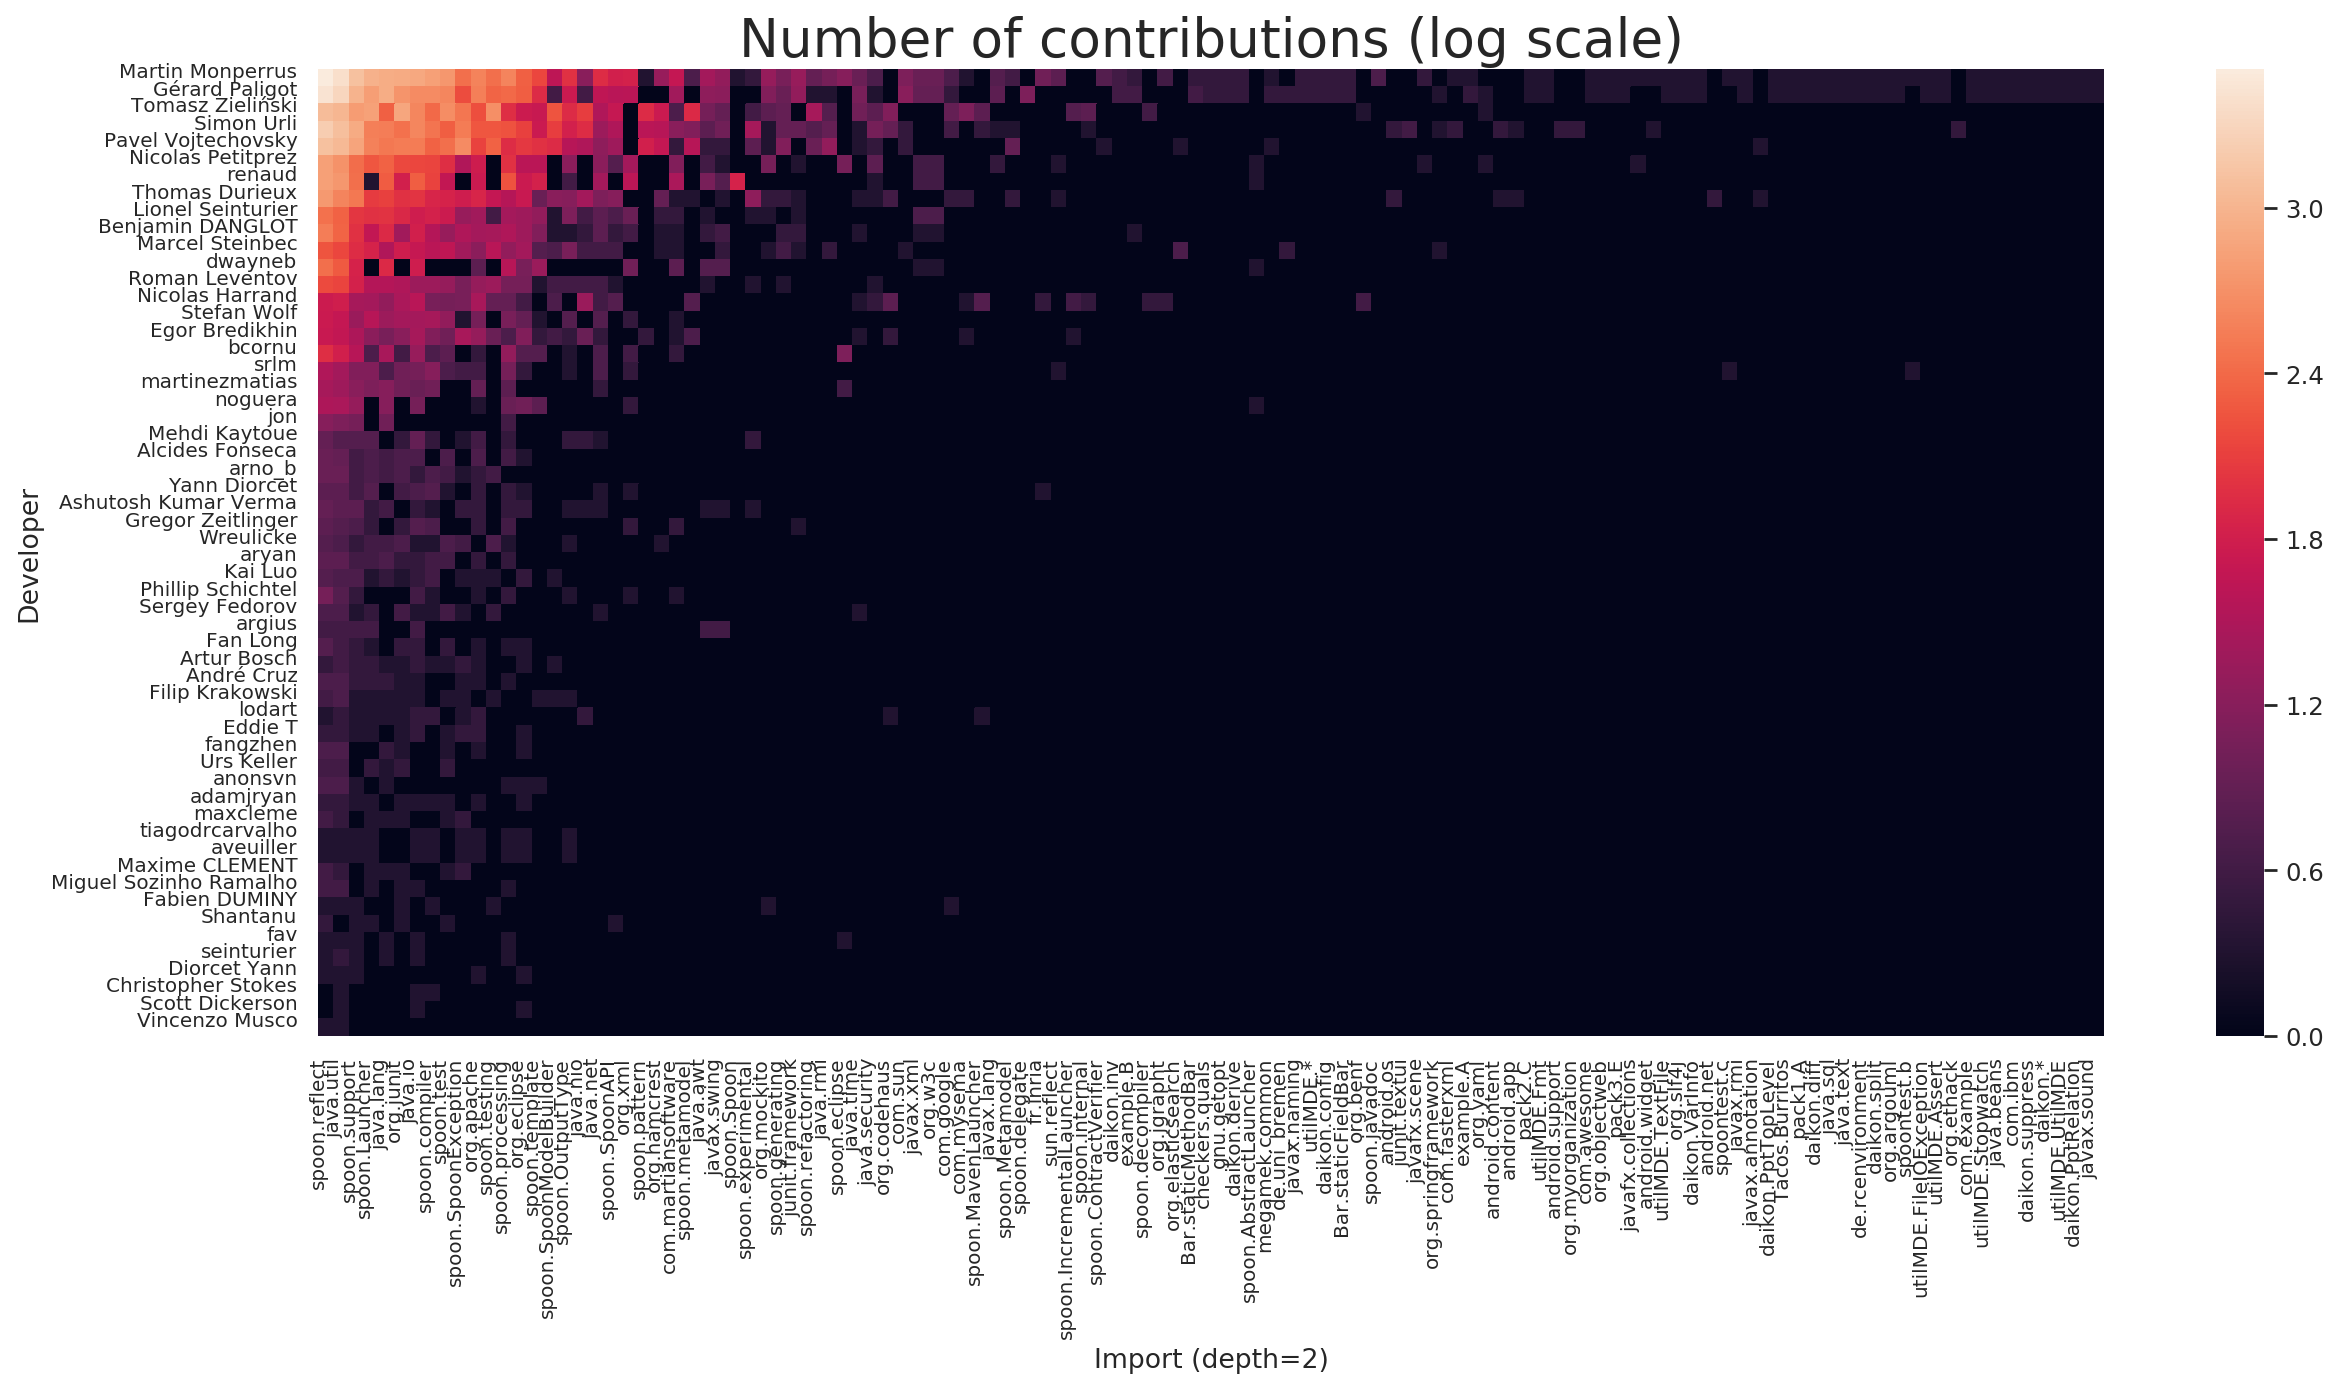 Number of contributions (log scale)
Developer
Martin Monperrus
Gérard Paligot
Tomasz Zieliński
Simon Urli
Pavel Vojtechovsky
Nicolas Petitprez
renaud
Thomas Durieux
Lionel Seinturier
Benjamin DANGLOT
Marcel Steinbec
dwayneb
Roman Leventov
Nicolas Harrand
Stefan Wolf
Egor Bredikhin
bcornu
srlm
martinezmatias
noguera
jon
Mehdi Kaytoue
Alcides Fonseca
arno_b
Yann Diorcet
Ashutosh Kumar Verma
Gregor Zeitlinger
Wreulicke
aryan
Kai Luo
Phillip Schichtel
Sergey Fedorov
argius
Fan Long
Artur Bosch
André Cruz
Filip Krakowski
lodart
Eddie T
fangzhen
Urs Keller
anonsvn
adamjryan
maxcleme
tiagodrcarvalho
aveuiller
Maxime CLEMENT
Miguel Sozinho Ramalho
Fabien DUMINY
Shantanu
fav
seinturier
Diorcet Yann
Christopher Stokes
Scott Dickerson
Vincenzo Musco
3.0
2.4
1.8
1.2
0.6
0.0
spoon.reflect
java.util
spoon.support
spoon.Launcher
java.lang
org.junit
java.io
spoon.compiler
spoon.test
spoon.SpoonException
org.apache
spoon.testing
spoon.processing
org.eclipse
spoon.template
spoon.SpoonModelBuilder
spoon.OutputType
java.nio
java.net
spoon.SpoonAPI
org.xml
spoon.pattern
org.hamcrest
com.martiansoftware
spoon.metamodel
java.awt
javax.swing
spoon.Spoon
spoon.experimental
org.mockito
spoon.generating
junit.framework
spoon.refactoring
java.rmi
spoon.eclipse
java.time
java.security
org.codehaus
com.sun
javax.xml
org.w3c
com.google
com.mysema
spoon.MavenLauncher
javax.lang
spoon.Metamodel
spoon.delegate
fr.inria
sun.reflect
spoon.IncrementalLauncher
spoon.internal
spoon.ContractVerifier
daikon.inv
example.B
spoon.decompiler
org.jgrapht
org.elasticsearch
Bar.staticMethodBar
checkers.quals
gnu.getopt
daikon.derive
spoon.AbstractLauncher
megamek.common
de.uni_bremen
javax.naming
utilMDE.*
daikon.config
Bar.staticFieldBar
org.benf
spoon.javadoc
android.os
junit.textui
javafx.scene
org.springframework
com.fasterxml
example.A
org.yaml
android.content
android.app
pack2.C
utilMDE.Fmt
android.support
org.myorganization
com.awesome
org.objectweb
pack3.E
javafx.collections
android.widget
utilMDE.TextFile
org.slf4j
daikon.VarInfo
android.net
spoontest.c
javax.rmi
javax.annotation
daikon.PptTopLevel
Tacos.Burritos
pack1.A
daikon.diff
java.sql
java.text
de.rcenvironment
daikon.split
org.argouml
spoontest.b
utilMDE.FileIOException
utilMDE.Assert
org.ethack
com.example
utilMDE.Stopwatch
java.beans
com.ibm
daikon.suppress
daikon.*
utilMDE.UtilMDE
daikon.PptRelation
javax.sound
Import (depth=2)